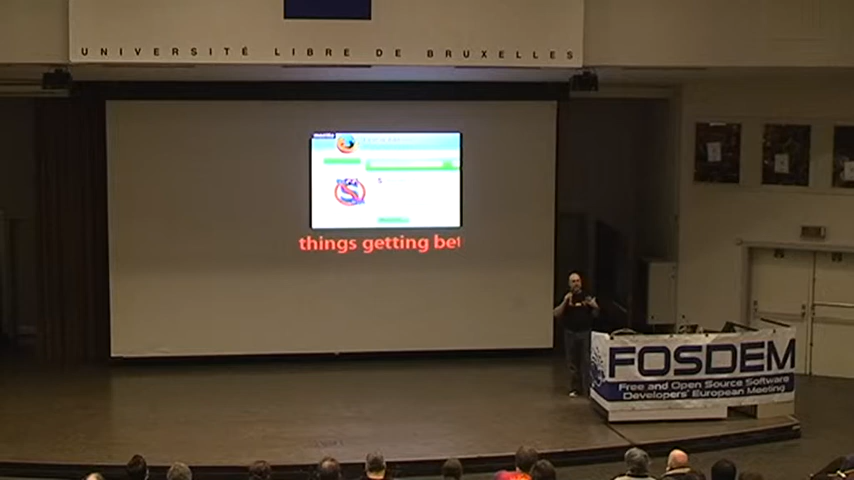 UNIVERSITÉ LIBRE DE BRUXELLES
things getting bet
FOSDEM
Free and Open Source Software
Developers' European Meeting